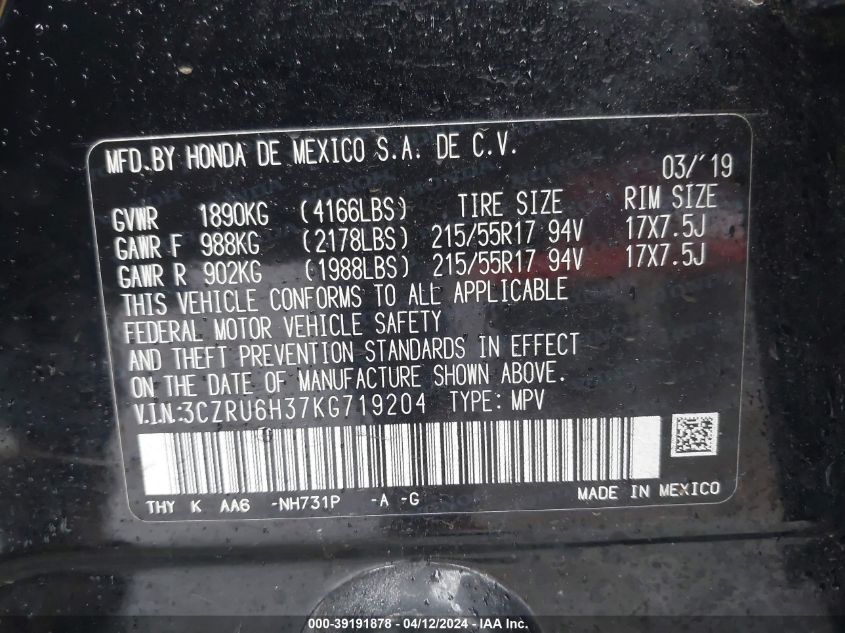 MFD.BY HONDA DE MEXICO S.A. DE C.V.
03/'19
GVWR 1890KG (4166LBS) TIRE SIZE RIM SIZE
GAWR F 988KG (2178LBS) 215/55R17 94V 17X7.5J
GAWR R 902KG (1988LBS) 215/55R17 94V 17X7.5J
THIS VEHICLE CONFORMS TO ALL APPLICABLE
FEDERAL MOTOR VEHICLE SAFETY
AND THEFT PREVENTION STANDARDS IN EFFECT
ON THE DATE OF MANUFACTURE SHOWN ABOVE.
V.I.N.:3CZRU6H37KG719204 TYPE: MPV
THY K AA6 -NH731P -A -G
MADE IN MEXICO
000-39191878 - 04/12/2024 - IAA Inc.